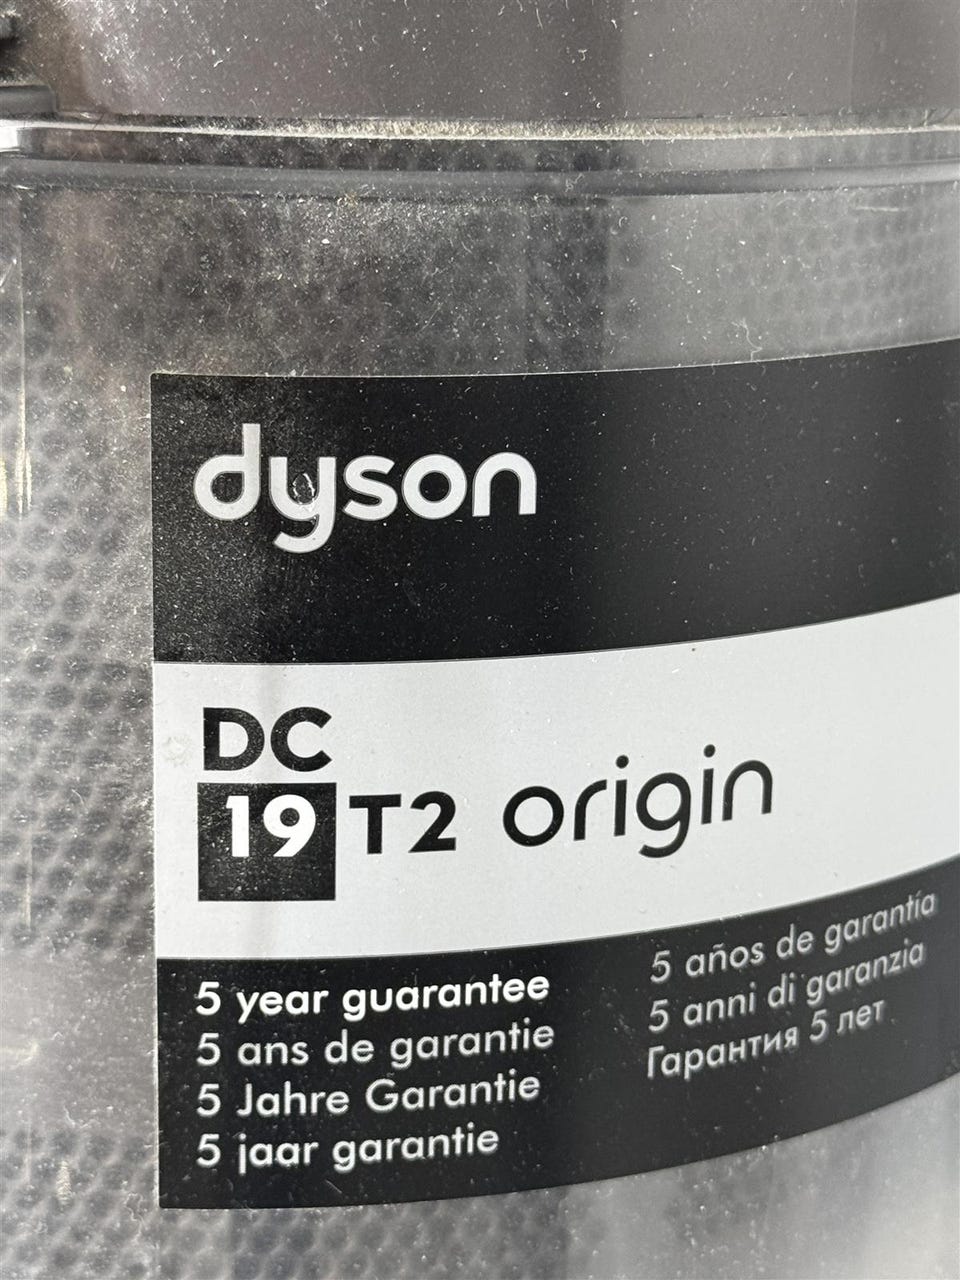 dyson
DC
19 T2 origin
5 year guarantee
5 ans de garantie
5 Jahre Garantie
5 jaar garantie
5 años de garantía
5 anni di garanzia
Гарантия 5 лет